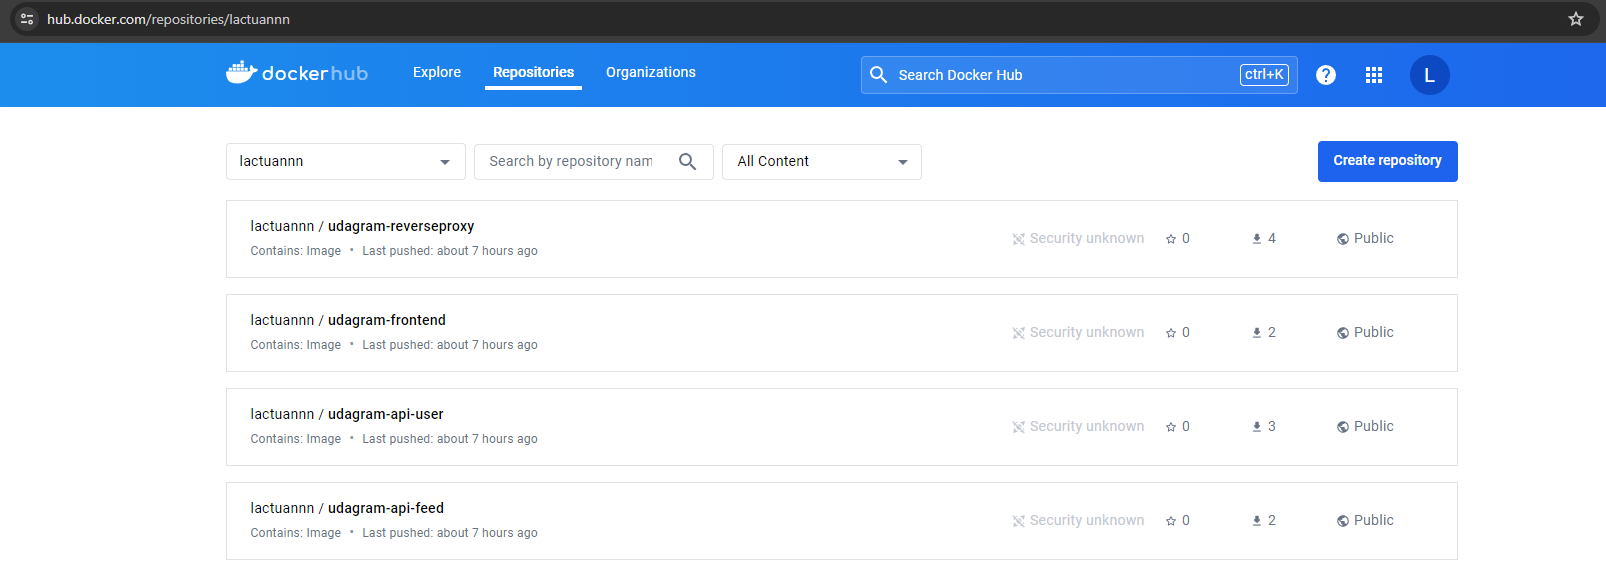 hub.docker.com/repositories/lactuannn
dockerhub Explore Repositories Organizations Search Docker Hub ctrl+K ? L
lactuannn Search by repository nam All Content Create repository
lactuannn / udagram-reverseproxy
Contains: Image • Last pushed: about 7 hours ago
Security unknown 0 4 Public
lactuannn / udagram-frontend
Contains: Image • Last pushed: about 7 hours ago
Security unknown 0 2 Public
lactuannn / udagram-api-user
Contains: Image • Last pushed: about 7 hours ago
Security unknown 0 3 Public
lactuannn / udagram-api-feed
Contains: Image • Last pushed: about 7 hours ago
Security unknown 0 2 Public